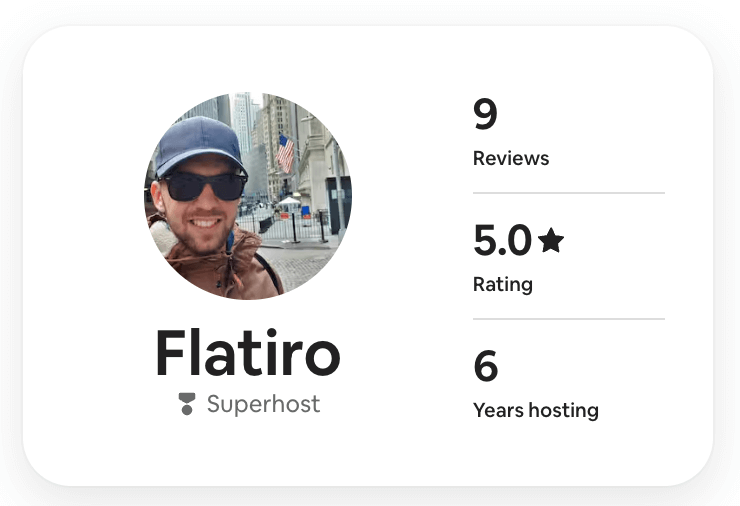 9
Reviews
5.0★
Rating
Flatiro
Superhost
6
Years hosting